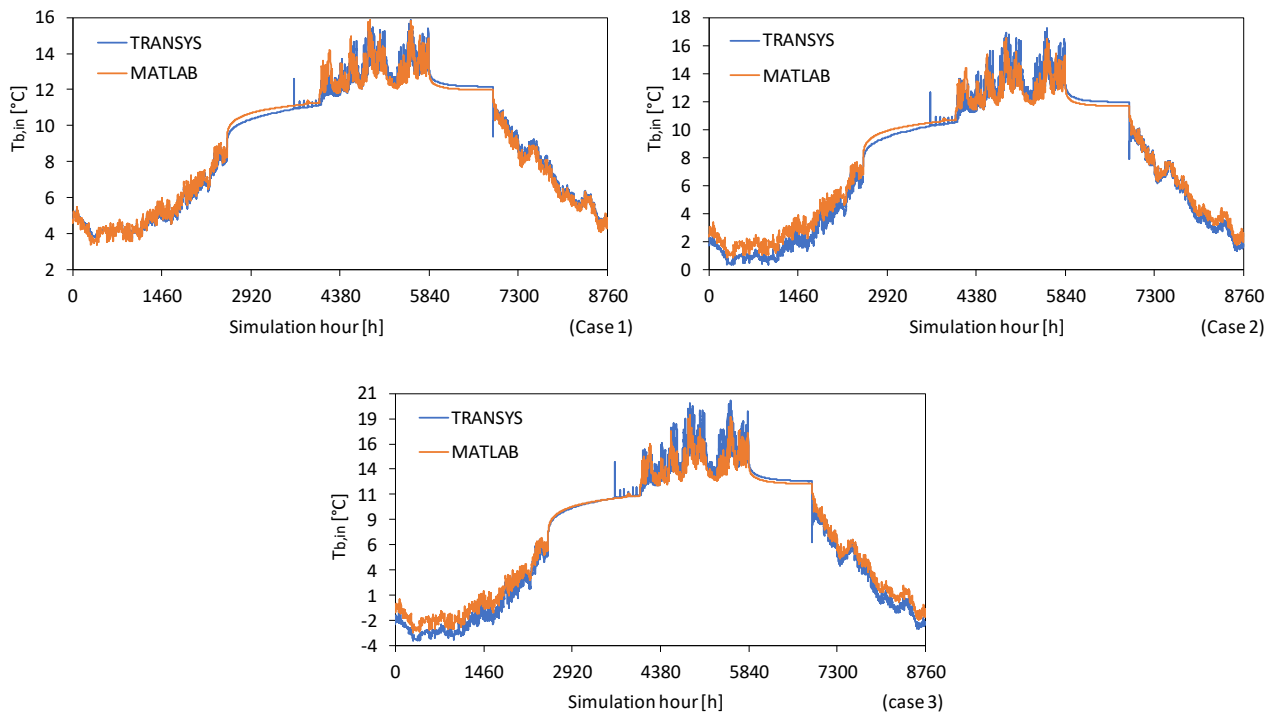 16
14
12
10
8
6
4
2
Tb,in [°C]
TRANSYS
MATLAB
0 1460 2920 4380 5840 7300 8760
Simulation hour [h] (Case 1)
18
16
14
12
10
8
6
4
2
0
Tb,in [°C]
TRANSYS
MATLAB
0 1460 2920 4380 5840 7300 8760
Simulation hour [h] (Case 2)
21
19
16
14
11
9
6
4
1
-2
-4
Tb,in [°C]
TRANSYS
MATLAB
0 1460 2920 4380 5840 7300 8760
Simulation hour [h] (case 3)